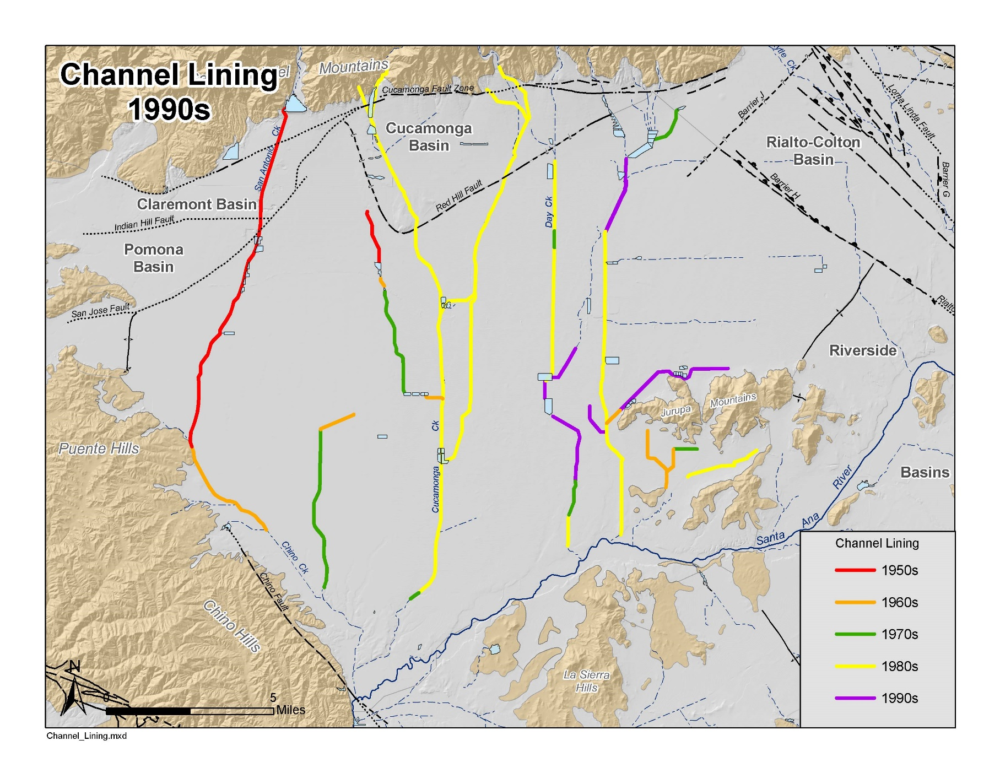 Channel Lining
1990s
Mountains
Lytle Ck
Cucamonga Fault Zone
Loma Linda Fault
Barrier J
Cucamonga
Basin
San Antonio Ck
Rialto-Colton
Basin
Barrier G
Barrier H
Red Hill Fault
Claremont Basin
Day Ck
Indian Hill Fault
Pomona
Basin
San Jose Fault
Rialto
Riverside
Jurupa Mountains
Puente Hills
Cucamonga Ck
Basins
Santa Ana River
Chino Ck
Chino Fault
Chino Hills
La Sierra
Hills
Channel Lining
1950s
1960s
1970s
1980s
1990s
N
0 5
Miles
?
?
?
?
?
?
Channel_Lining.mxd